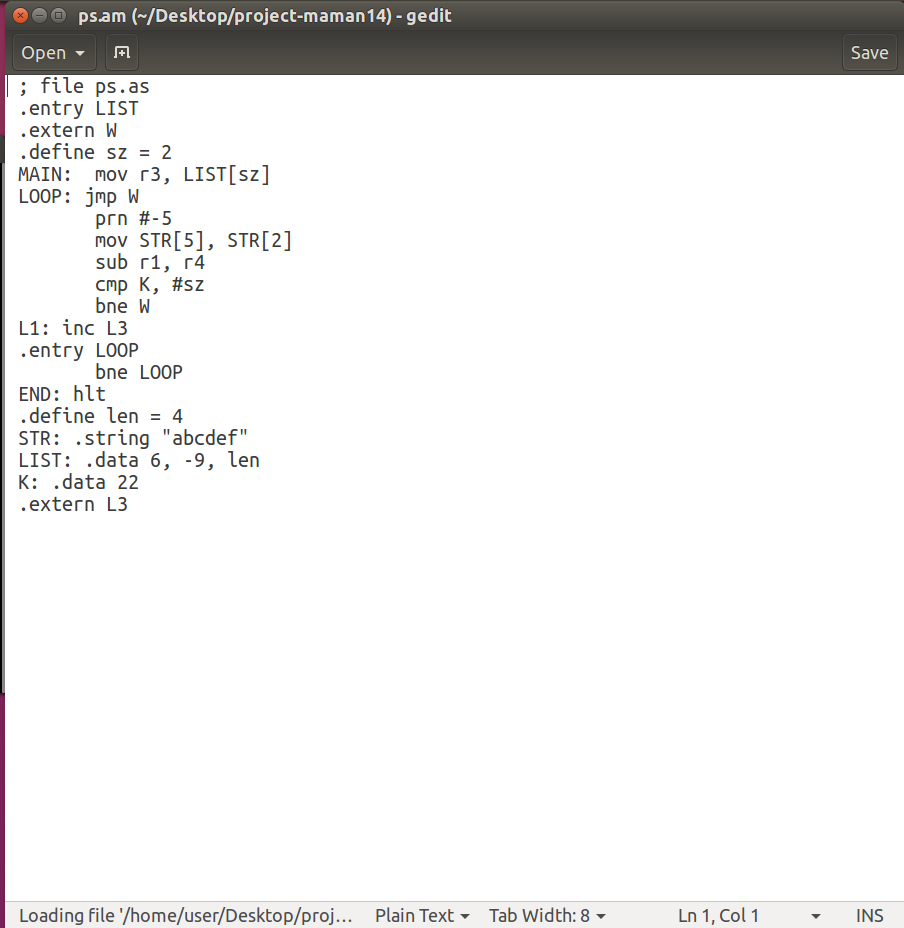 ps.am (~/Desktop/project-maman14) - gedit
Open
Save
; file ps.as
.entry LIST
.extern W
.define sz = 2
MAIN:  mov r3, LIST[sz]
LOOP: jmp W
       prn #-5
       mov STR[5], STR[2]
       sub r1, r4
       cmp K, #sz
       bne W
L1: inc L3
.entry LOOP
       bne LOOP
END: hlt
.define len = 4
STR: .string "abcdef"
LIST: .data 6, -9, len
K: .data 22
.extern L3
Loading file '/home/user/Desktop/proj… Plain Text Tab Width: 8 Ln 1, Col 1 INS